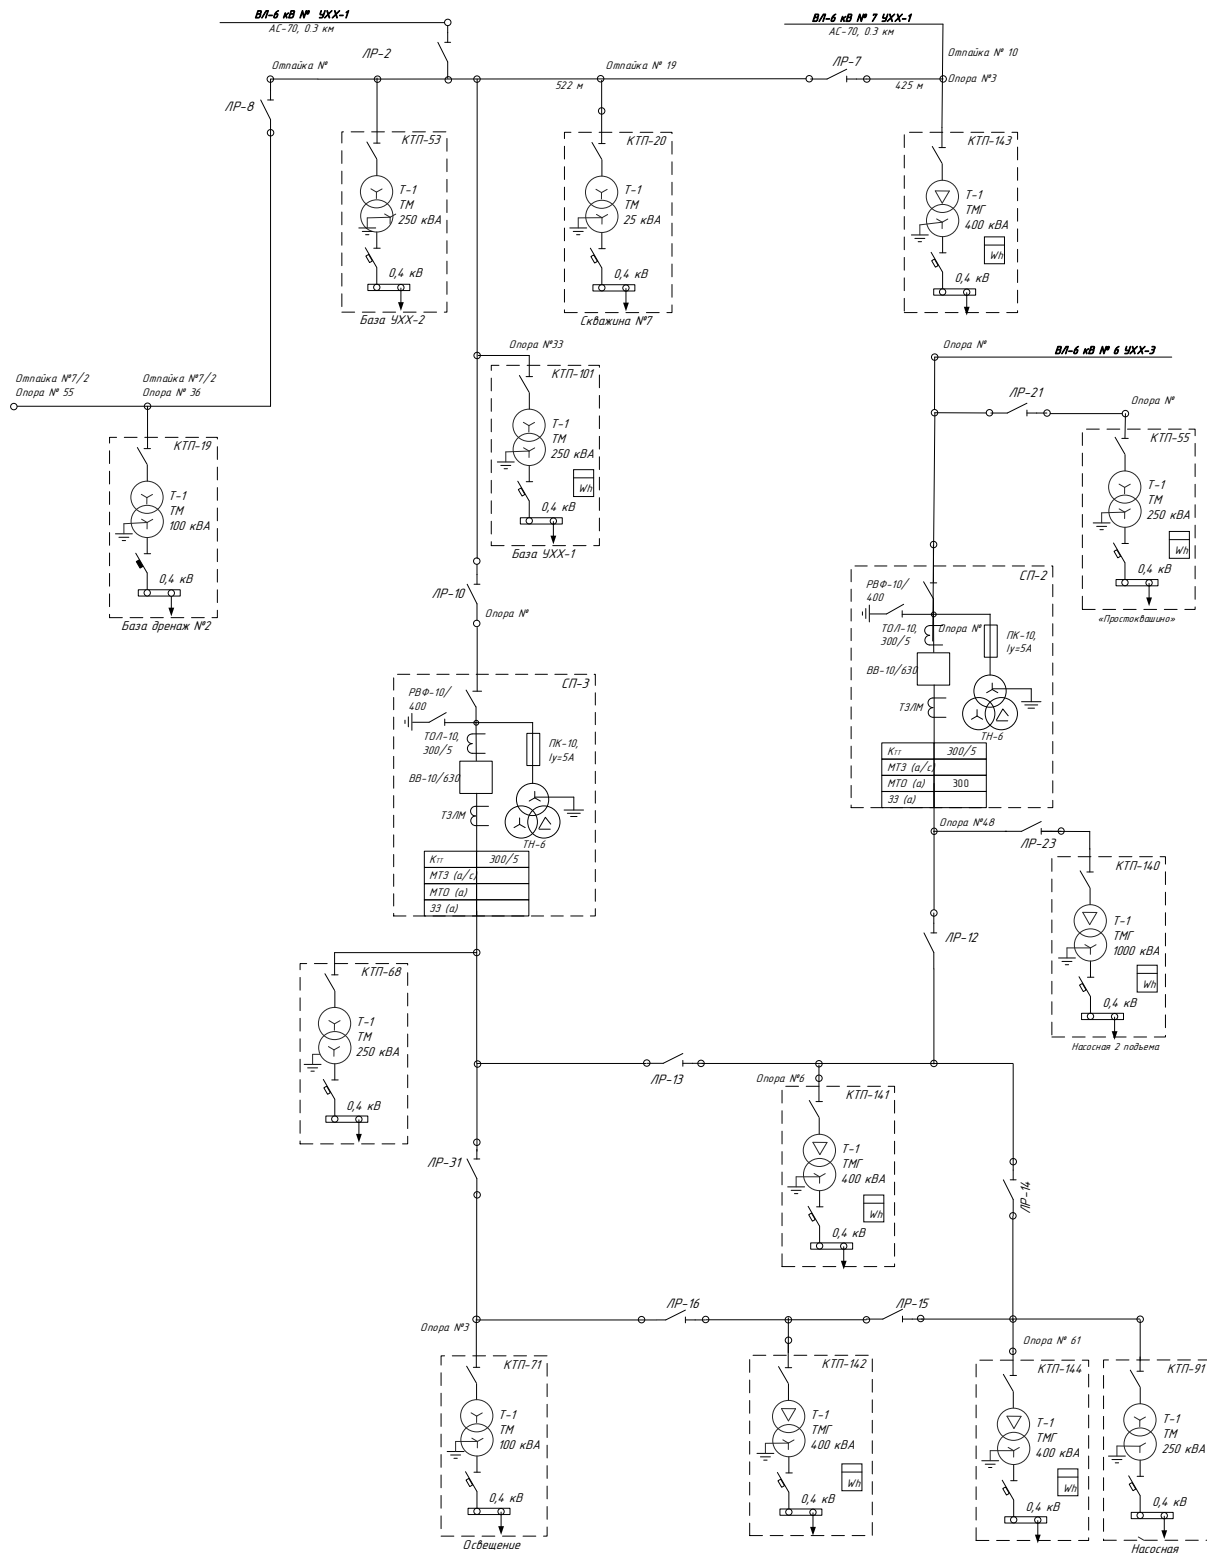 ВЛ-6 кВ № УХХ-1
АС-70, 0.3 км
ЛР-2
Отпайка №
ЛР-8
ВЛ-6 кВ № 7 УХХ-1
АС-70, 0.3 км
ЛР-7
Отпайка № 10
Опора №3
Отпайка № 19
522 м
425 м
КТП-53
Т-1
ТМ
250 кВА
0,4 кВ
База УХХ-2
КТП-20
Т-1
ТМ
25 кВА
0,4 кВ
Скважина №7
КТП-143
Т-1
ТМГ
400 кВА
Wh
0,4 кВ
Опора №33
КТП-101
Т-1
ТМ
250 кВА
Wh
0,4 кВ
База УХХ-1
Опора №
ВЛ-6 кВ № 6 УХХ-3
ЛР-21
Опора №
КТП-55
Т-1
ТМ
250 кВА
Wh
0,4 кВ
«Простоквашино»
Отпайка №7/2
Опора № 55
Отпайка №7/2
Опора № 36
КТП-19
Т-1
ТМ
100 кВА
0,4 кВ
База дренаж №2
ЛР-10
Опора №
СП-2
РВФ-10/
400
ТОЛ-10,
300/5
Опора №
ПК-10,
Iу=5А
ВВ-10/630
ТЗЛМ
ТН-6
Ктт 300/5
МТЗ (а/с)
МТО (а) 300
ЗЗ (а)
СП-3
РВФ-10/
400
ТОЛ-10,
300/5
ПК-10,
Iу=5А
ВВ-10/630
ТЗЛМ
ТН-6
Ктт 300/5
МТЗ (а/с)
МТО (а)
ЗЗ (а)
Опора №48
ЛР-23
КТП-140
Т-1
ТМГ
1000 кВА
Wh
0,4 кВ
Насосная 2 подъема
ЛР-12
КТП-68
Т-1
ТМ
250 кВА
0,4 кВ
ЛР-13
Опора №6
КТП-141
Т-1
ТМГ
400 кВА
Wh
0,4 кВ
ЛР-31
ЛР-14
ЛР-16
ЛР-15
Опора №3
КТП-71
Т-1
ТМ
100 кВА
0,4 кВ
Освещение
КТП-142
Т-1
ТМГ
400 кВА
Wh
0,4 кВ
Опора № 61
КТП-144
Т-1
ТМГ
400 кВА
Wh
0,4 кВ
КТП-91
Т-1
ТМ
250 кВА
0,4 кВ
Насосная